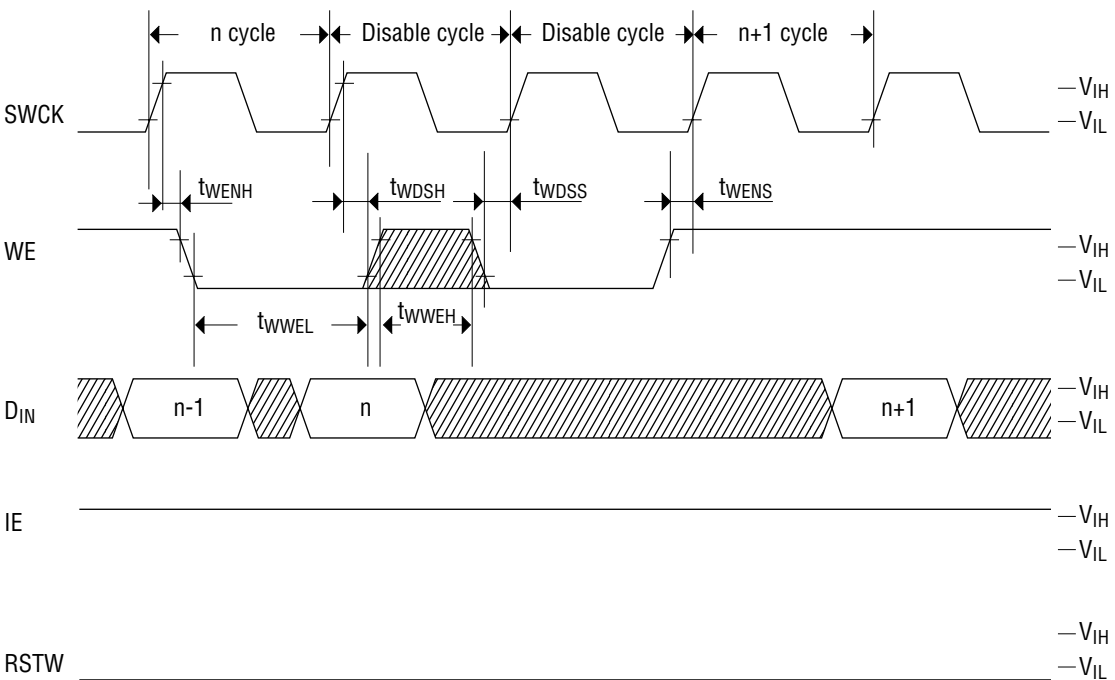 n cycle Disable cycle Disable cycle n+1 cycle
SWCK
VIH
VIL
tWENH tWDSH tWDSS tWENS
WE
VIH
VIL
tWWEL tWWEH
DIN n-1 n n+1
VIH
VIL
IE
VIH
VIL
RSTW
VIH
VIL